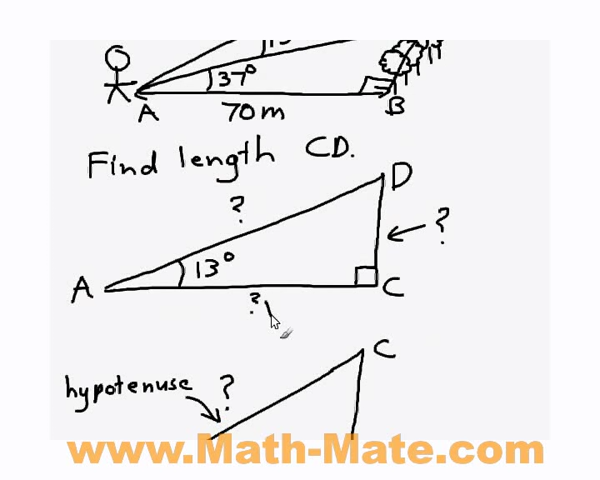 37°
A
70m
B
Find length CD.
D
?
?
A
13°
C
?
C
hypotenuse ?
www.Math-Mate.com